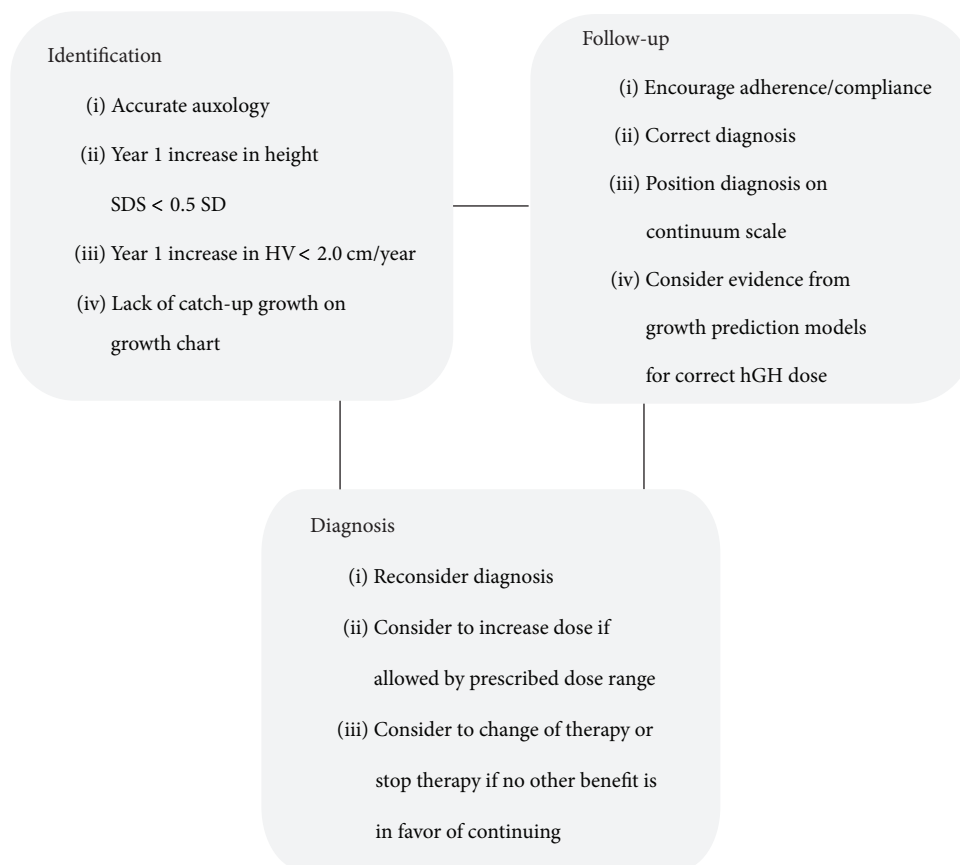 Identification
(i) Accurate auxology
(ii) Year 1 increase in height
SDS < 0.5 SD
(iii) Year 1 increase in HV < 2.0 cm/year
(iv) Lack of catch-up growth on
growth chart
Follow-up
(i) Encourage adherence/compliance
(ii) Correct diagnosis
(iii) Position diagnosis on
continuum scale
(iv) Consider evidence from
growth prediction models
for correct hGH dose
Diagnosis
(i) Reconsider diagnosis
(ii) Consider to increase dose if
allowed by prescribed dose range
(iii) Consider to change of therapy or
stop therapy if no other benefit is
in favor of continuing